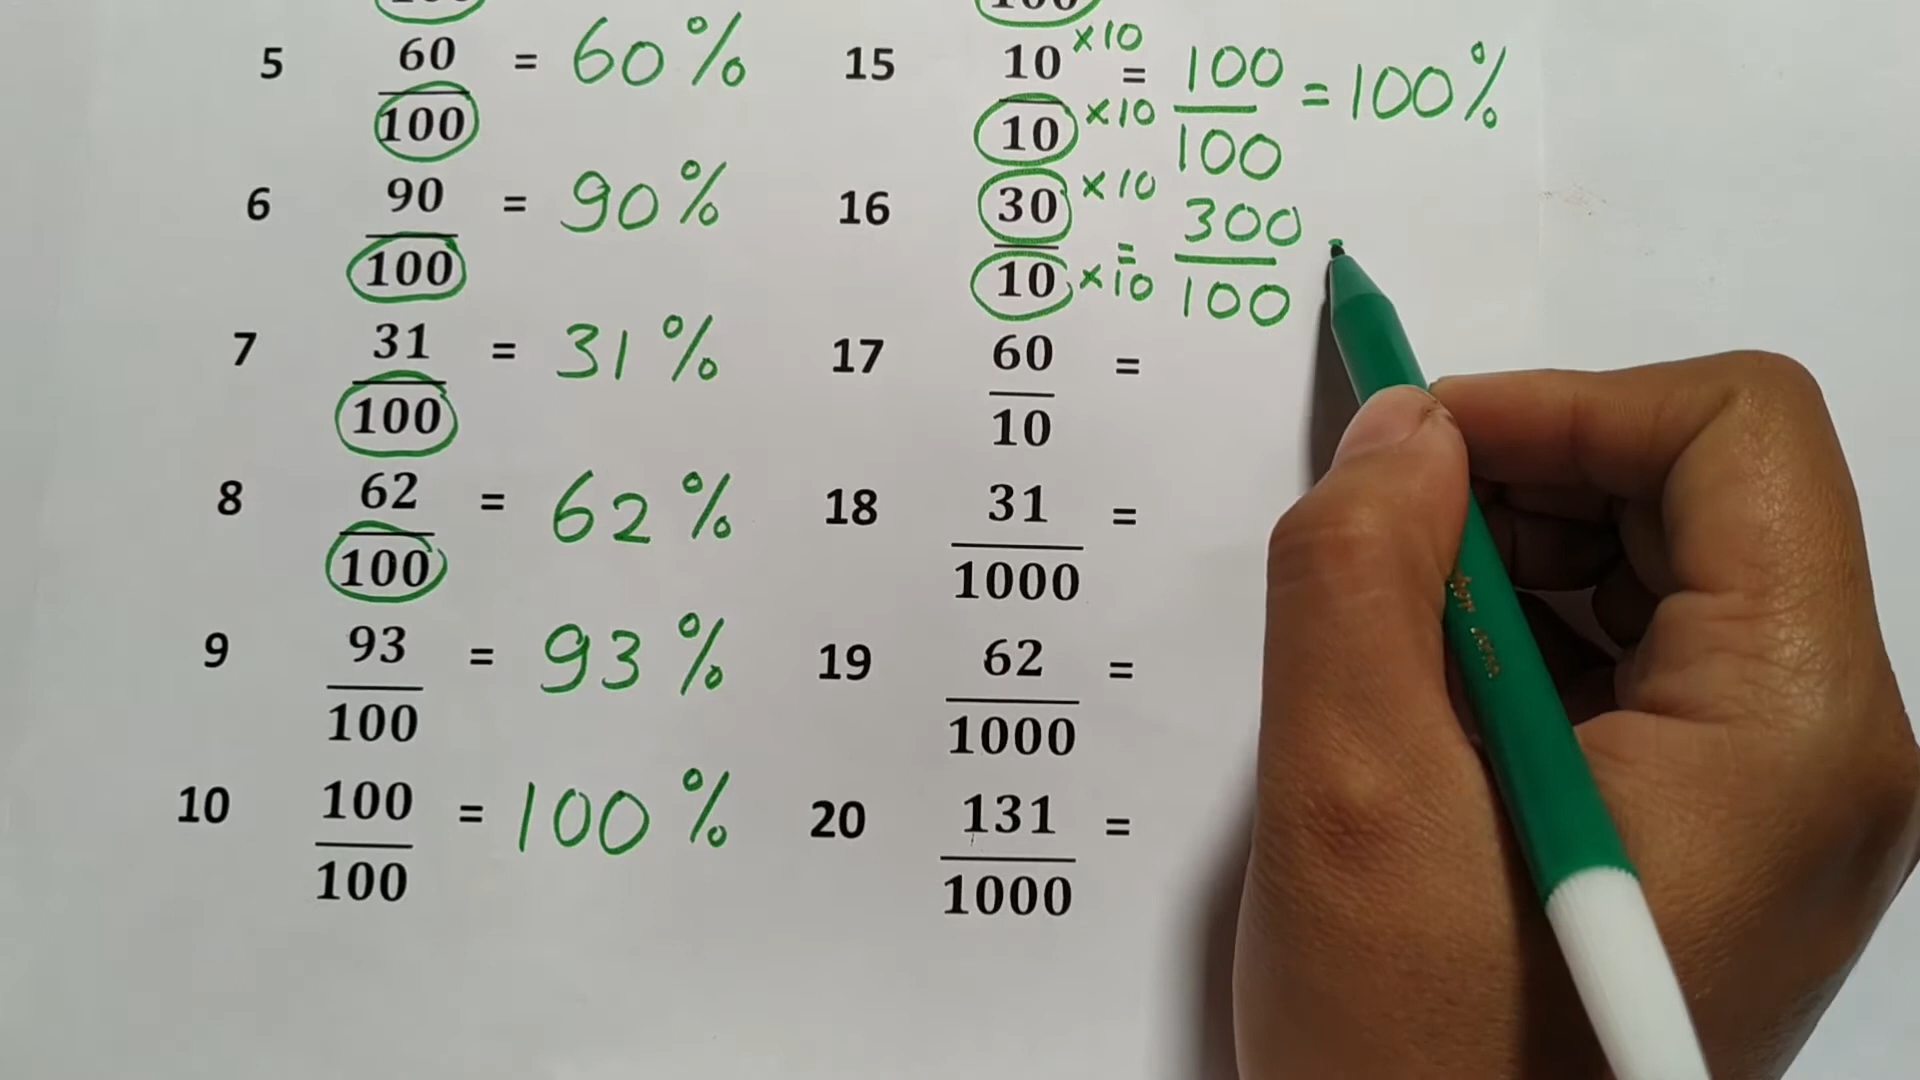 5 60/100 = 60%
6 90/100 = 90%
7 31/100 = 31%
8 62/100 = 62%
9 93/100 = 93%
10 100/100 = 100%
100
15 10 ×10 / 10 ×10 = 100/100 = 100%
16 30 ×10 / 10 ×10 = 300/100
17 60/10 =
18 31/1000 =
19 62/1000 =
20 131/1000 =